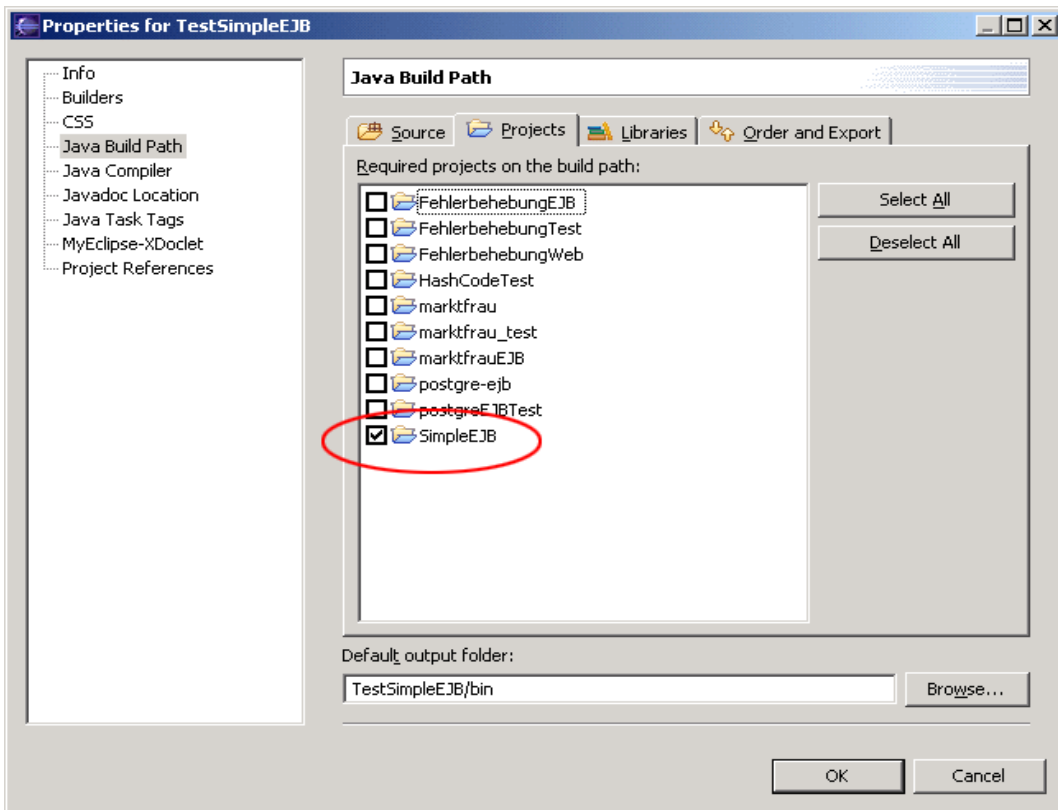 Properties for TestSimpleEJB
Info
Builders
CSS
Java Build Path
Java Compiler
Javadoc Location
Java Task Tags
MyEclipse-XDoclet
Project References
Java Build Path
Source Projects Libraries Order and Export
Required projects on the build path:
FehlerbehebungEJB
FehlerbehebungTest
FehlerbehebungWeb
HashCodeTest
marktfrau
marktfrau_test
marktfrauEJB
postgre-ejb
postgreEJBTest
SimpleEJB
Select All
Deselect All
Default output folder:
TestSimpleEJB/bin
Browse...
OK Cancel